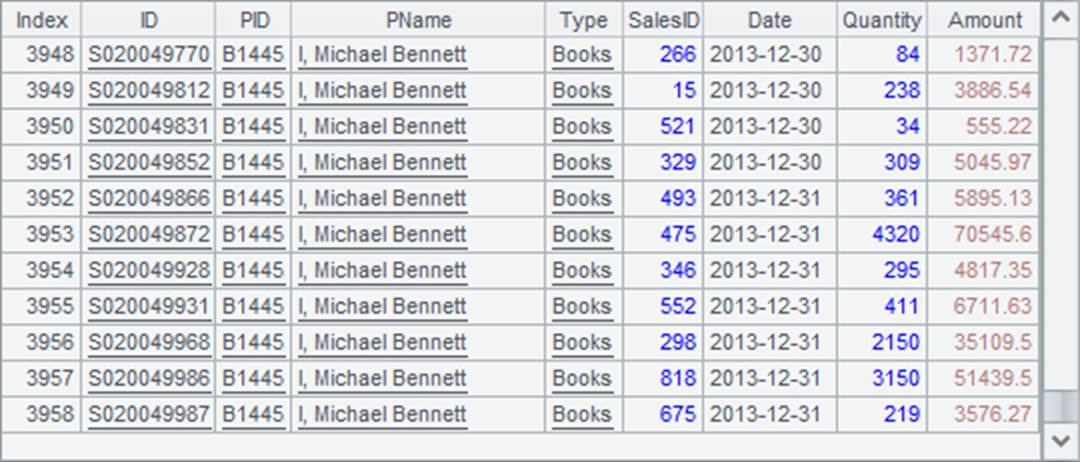 Index ID PID PName Type SalesID Date Quantity Amount
3948 S020049770 B1445 I, Michael Bennett Books 266 2013-12-30 84 1371.72
3949 S020049812 B1445 I, Michael Bennett Books 15 2013-12-30 238 3886.54
3950 S020049831 B1445 I, Michael Bennett Books 521 2013-12-30 34 555.22
3951 S020049852 B1445 I, Michael Bennett Books 329 2013-12-30 309 5045.97
3952 S020049866 B1445 I, Michael Bennett Books 493 2013-12-31 361 5895.13
3953 S020049872 B1445 I, Michael Bennett Books 475 2013-12-31 4320 70545.6
3954 S020049928 B1445 I, Michael Bennett Books 346 2013-12-31 295 4817.35
3955 S020049931 B1445 I, Michael Bennett Books 552 2013-12-31 411 6711.63
3956 S020049968 B1445 I, Michael Bennett Books 298 2013-12-31 2150 35109.5
3957 S020049986 B1445 I, Michael Bennett Books 818 2013-12-31 3150 51439.5
3958 S020049987 B1445 I, Michael Bennett Books 675 2013-12-31 219 3576.27